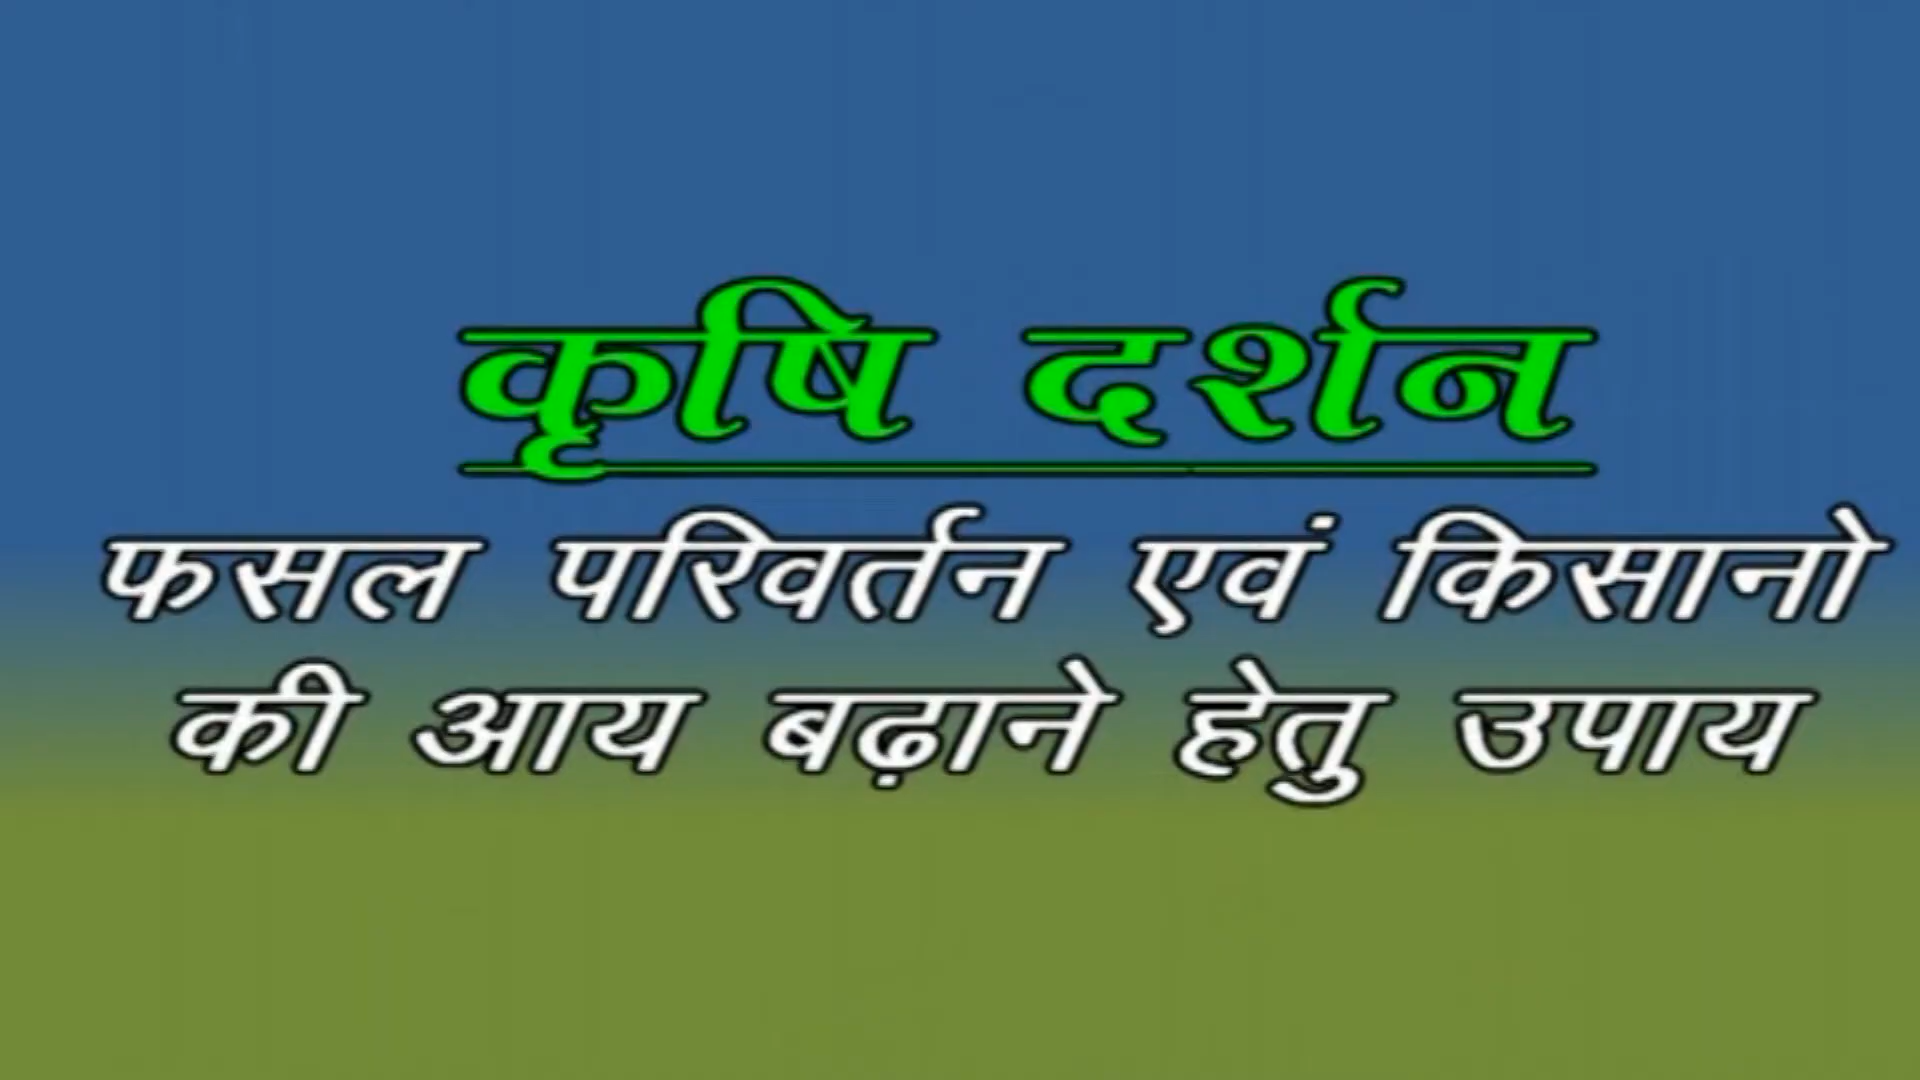 कृषि दर्शन
फसल परिवर्तन एवं किसानो
की आय बढ़ाने हेतु उपाय